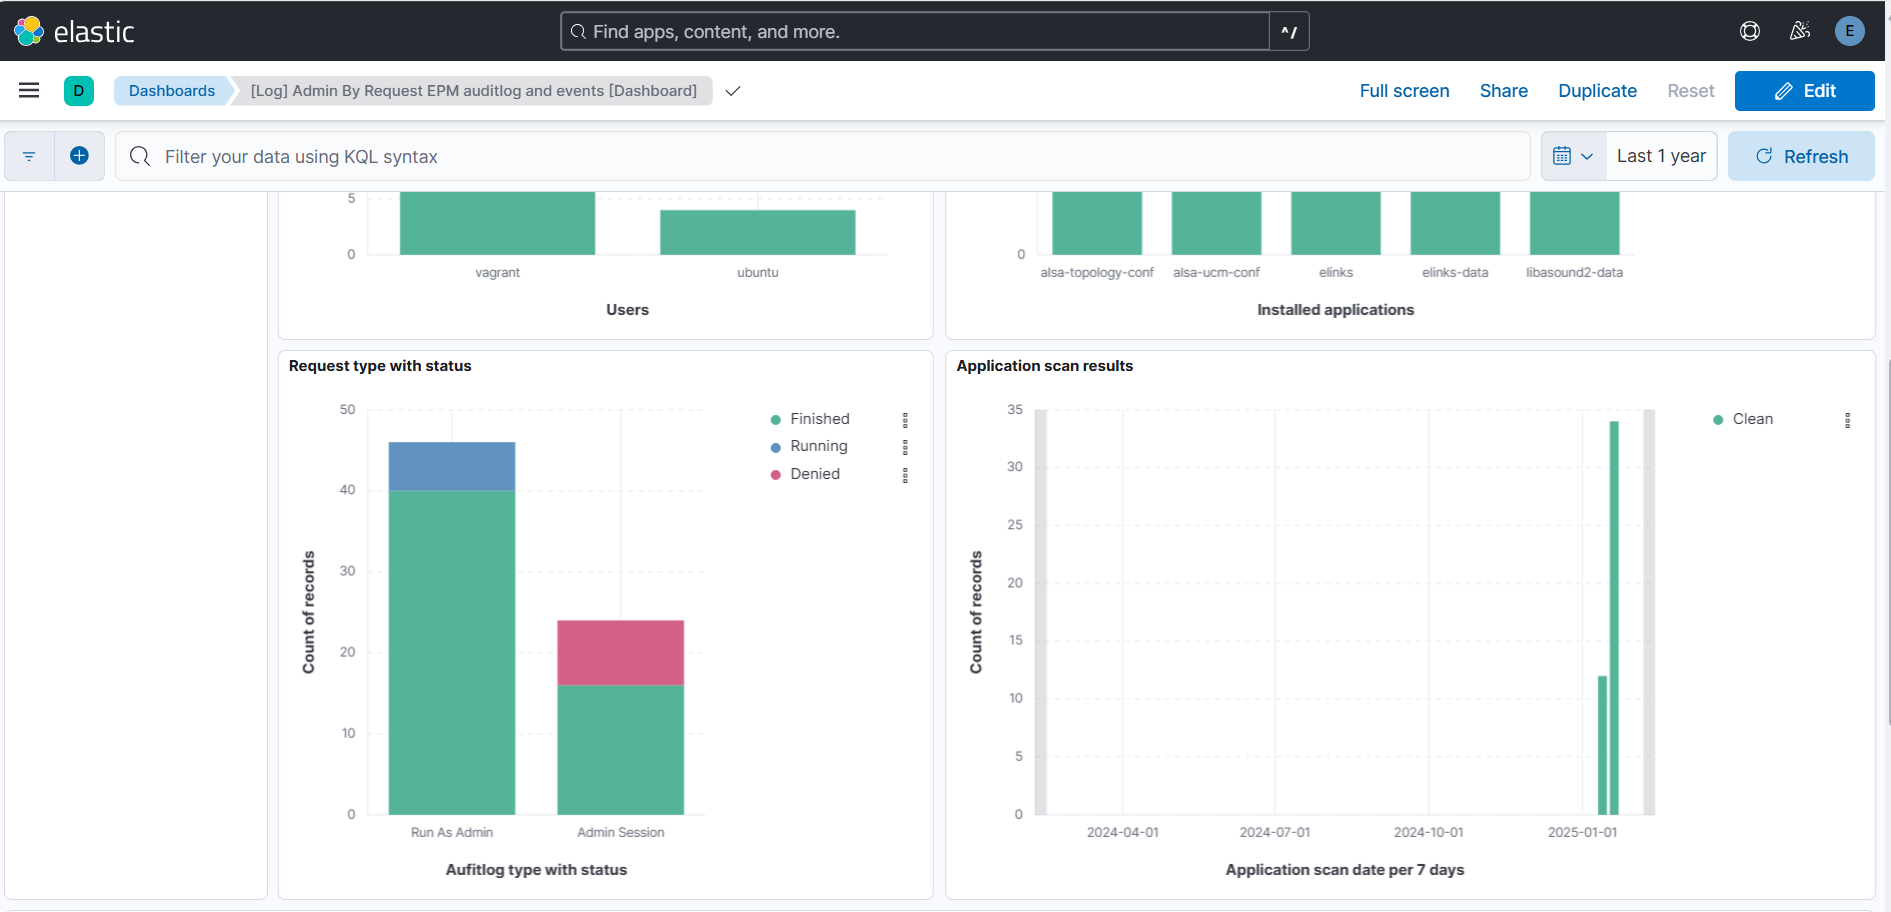 elastic
Find apps, content, and more.
^/
E
D
Dashboards
[Log] Admin By Request EPM auditlog and events [Dashboard]
Full screen
Share
Duplicate
Reset
Edit
Filter your data using KQL syntax
Last 1 year
Refresh
5
0
vagrant
ubuntu
Users
0
alsa-topology-conf
alsa-ucm-conf
elinks
elinks-data
libasound2-data
Installed applications
Request type with status
50
40
30
20
10
0
Count of records
Run As Admin
Admin Session
Aufitlog type with status
Finished
Running
Denied
Application scan results
35
30
25
20
15
10
5
0
Count of records
2024-04-01
2024-07-01
2024-10-01
2025-01-01
Application scan date per 7 days
Clean